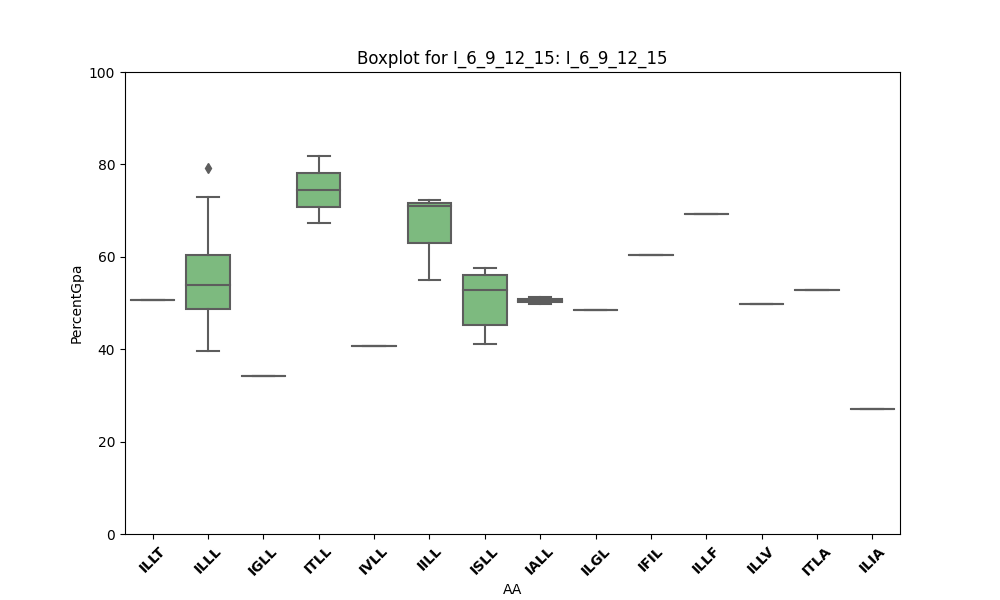 Boxplot for I_6_9_12_15: I_6_9_12_15
100
80
60
40
20
0
PercentGpa
ILLT ILLL IGLL ITLL IVLL IILL ISLL IALL ILGL IFIL ILLF ILLV ITLA ILIA
AA